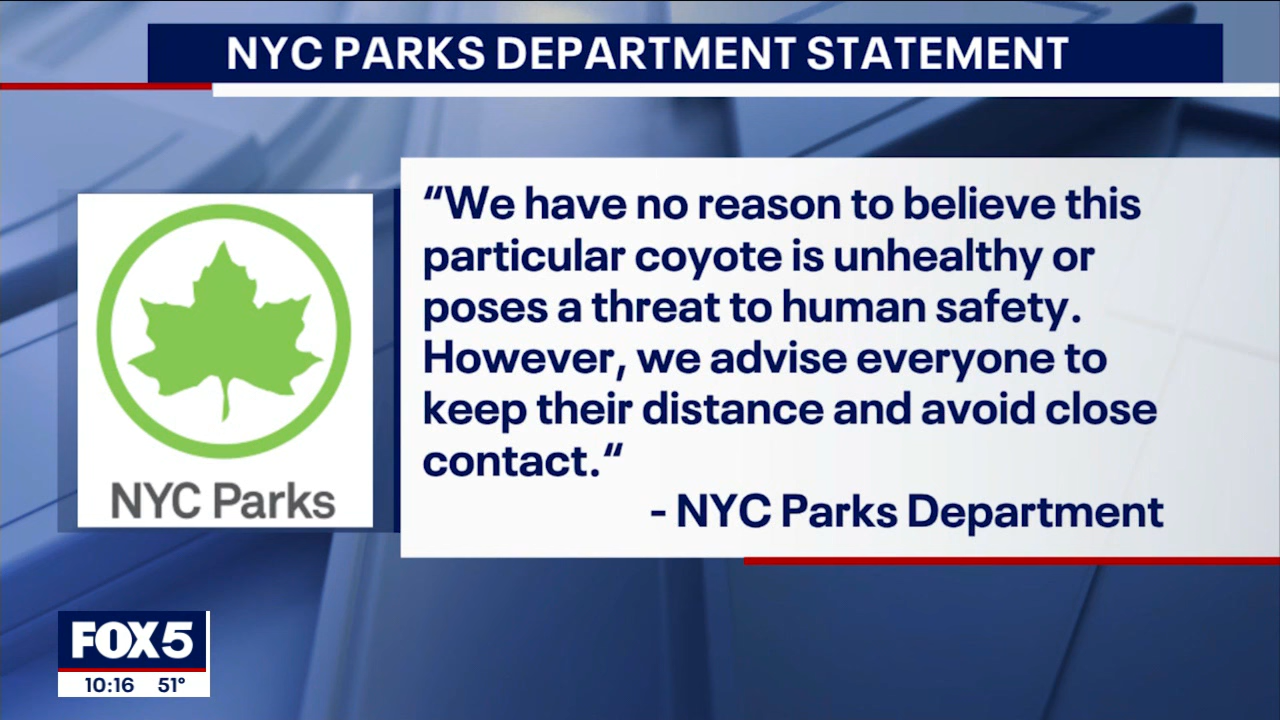 NYC PARKS DEPARTMENT STATEMENT
“We have no reason to believe this
particular coyote is unhealthy or
poses a threat to human safety.
However, we advise everyone to
keep their distance and avoid close
contact.“
- NYC Parks Department
NYC Parks
FOX5
10:16 51°